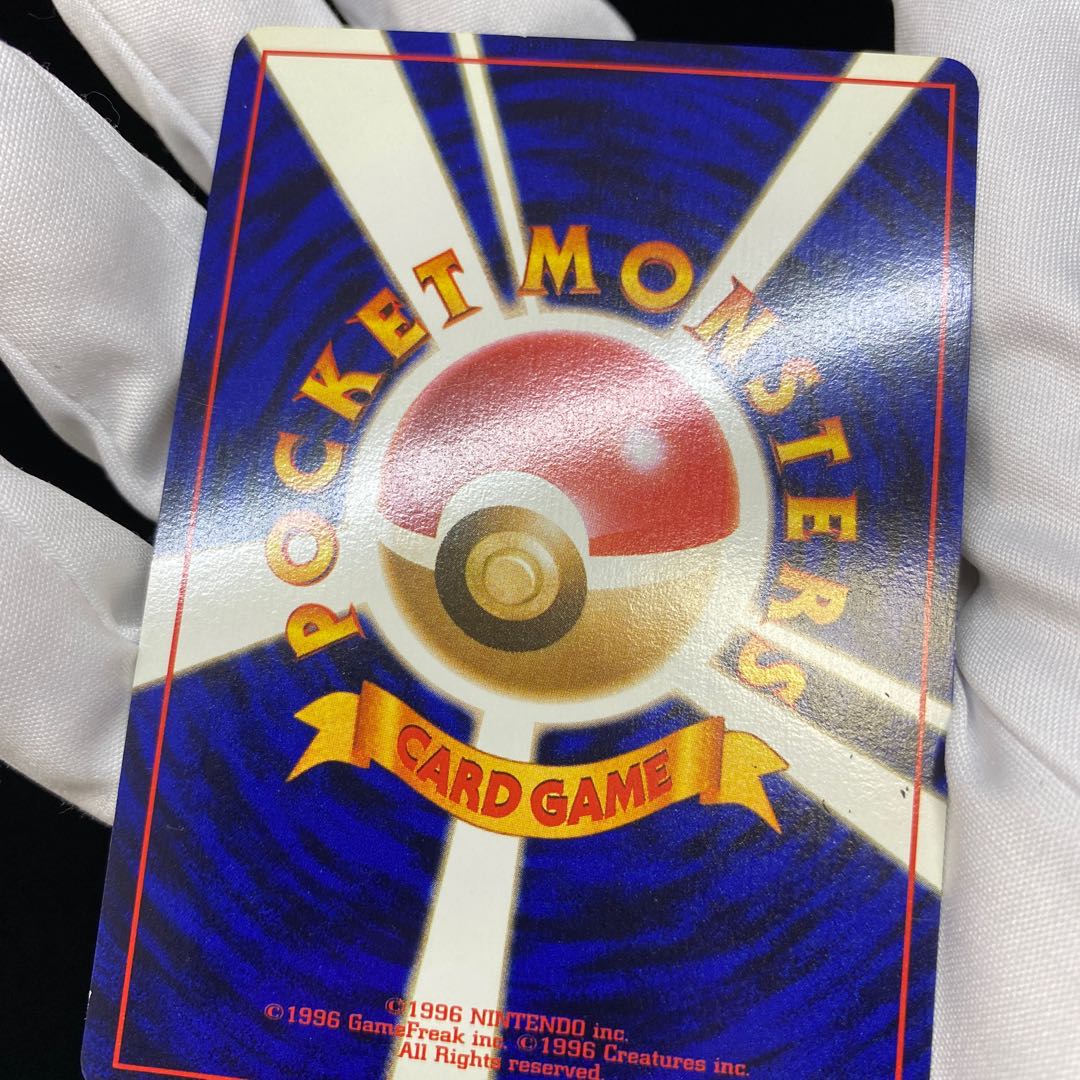 POCKET MONSTERS
CARD GAME
©1996 NINTENDO inc.
©1996 GameFreak inc. ©1996 Creatures inc.
All Rights reserved.